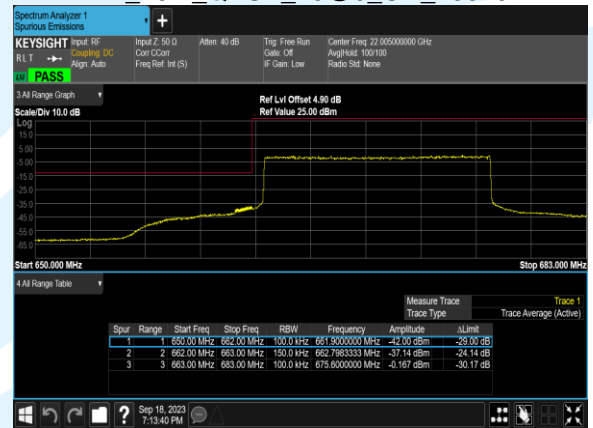 Spectrum Analyzer 1
Spurious Emissions
KEYSIGHT Input: RF Input Z: 50 Ω Atten: 40 dB Trig: Free Run Center Freq: 22.005000000 GHz
RLT Coupling: DC Corr CCorr Gate: Off Avg|Hold: 100/100
Align: Auto Freq Ref: Int (S) IF Gain: Low Radio Std: None
LV PASS
3 All Range Graph
Ref Lvl Offset 4.90 dB
Scale/Div 10.0 dB Ref Value 25.00 dBm
Log
15.0
5.00
-5.00
-15.0
-25.0
-35.0
-45.0
-55.0
-65.0
Start 650.000 MHz Stop 683.000 MHz
4 All Range Table
Measure Trace Trace 1
Trace Type Trace Average (Active)
Spur Range Start Freq Stop Freq RBW Frequency Amplitude ΔLimit
1 1 650.00 MHz 662.00 MHz 100.0 kHz 661.9000000 MHz -42.00 dBm -29.00 dB
2 2 662.00 MHz 663.00 MHz 150.0 kHz 662.7983333 MHz -37.14 dBm -24.14 dB
3 3 663.00 MHz 683.00 MHz 100.0 kHz 675.6000000 MHz -0.167 dBm -30.17 dB
Sep 18, 2023
7:13:40 PM